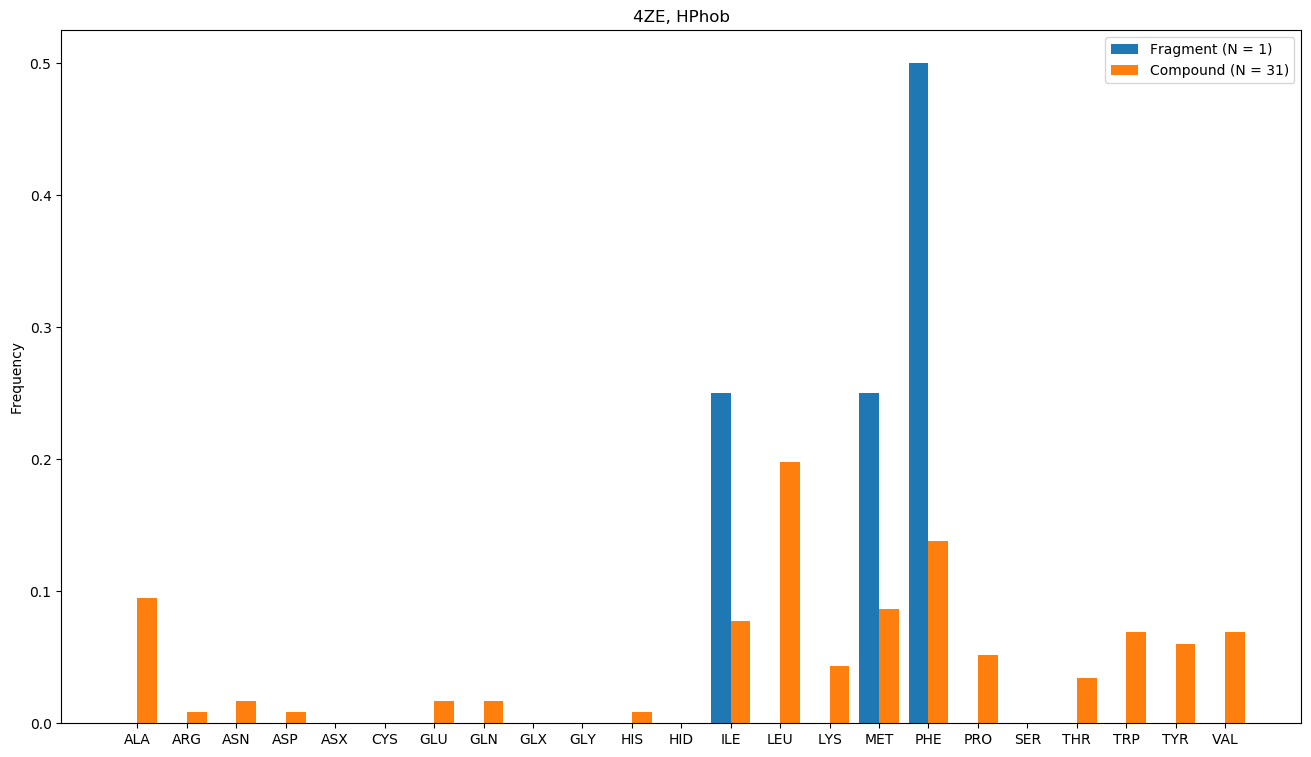 4ZE, HPhob
Fragment (N = 1)
Compound (N = 31)
Frequency
0.5
0.4
0.3
0.2
0.1
0.0
ALA ARG ASN ASP ASX CYS GLU GLN GLX GLY HIS HID ILE LEU LYS MET PHE PRO SER THR TRP TYR VAL